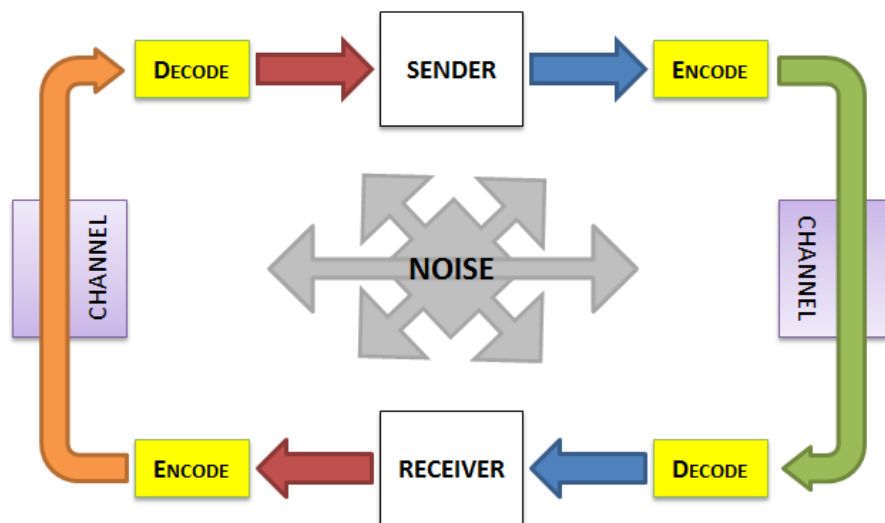 DECODE
SENDER
ENCODE
CHANNEL
NOISE
CHANNEL
ENCODE
RECEIVER
DECODE